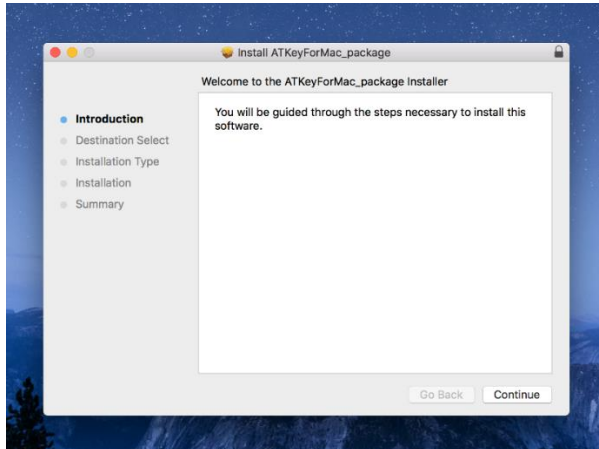 Install ATKeyForMac_package
Welcome to the ATKeyForMac_package Installer
Introduction
Destination Select
Installation Type
Installation
Summary
You will be guided through the steps necessary to install this
software.
Go Back
Continue